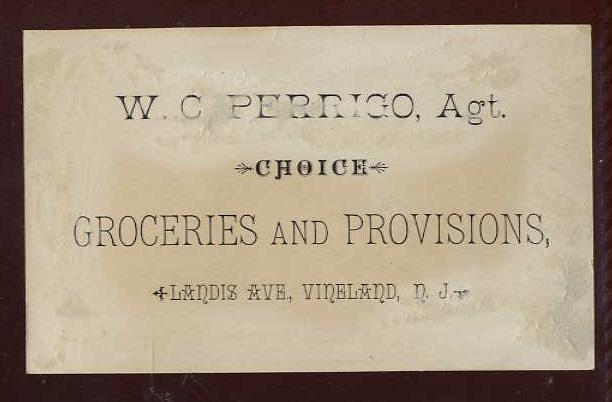 W. C. PERRIGO, Agt.
CHOICE
GROCERIES AND PROVISIONS,
LANDIS AVE, VINELAND, N. J.